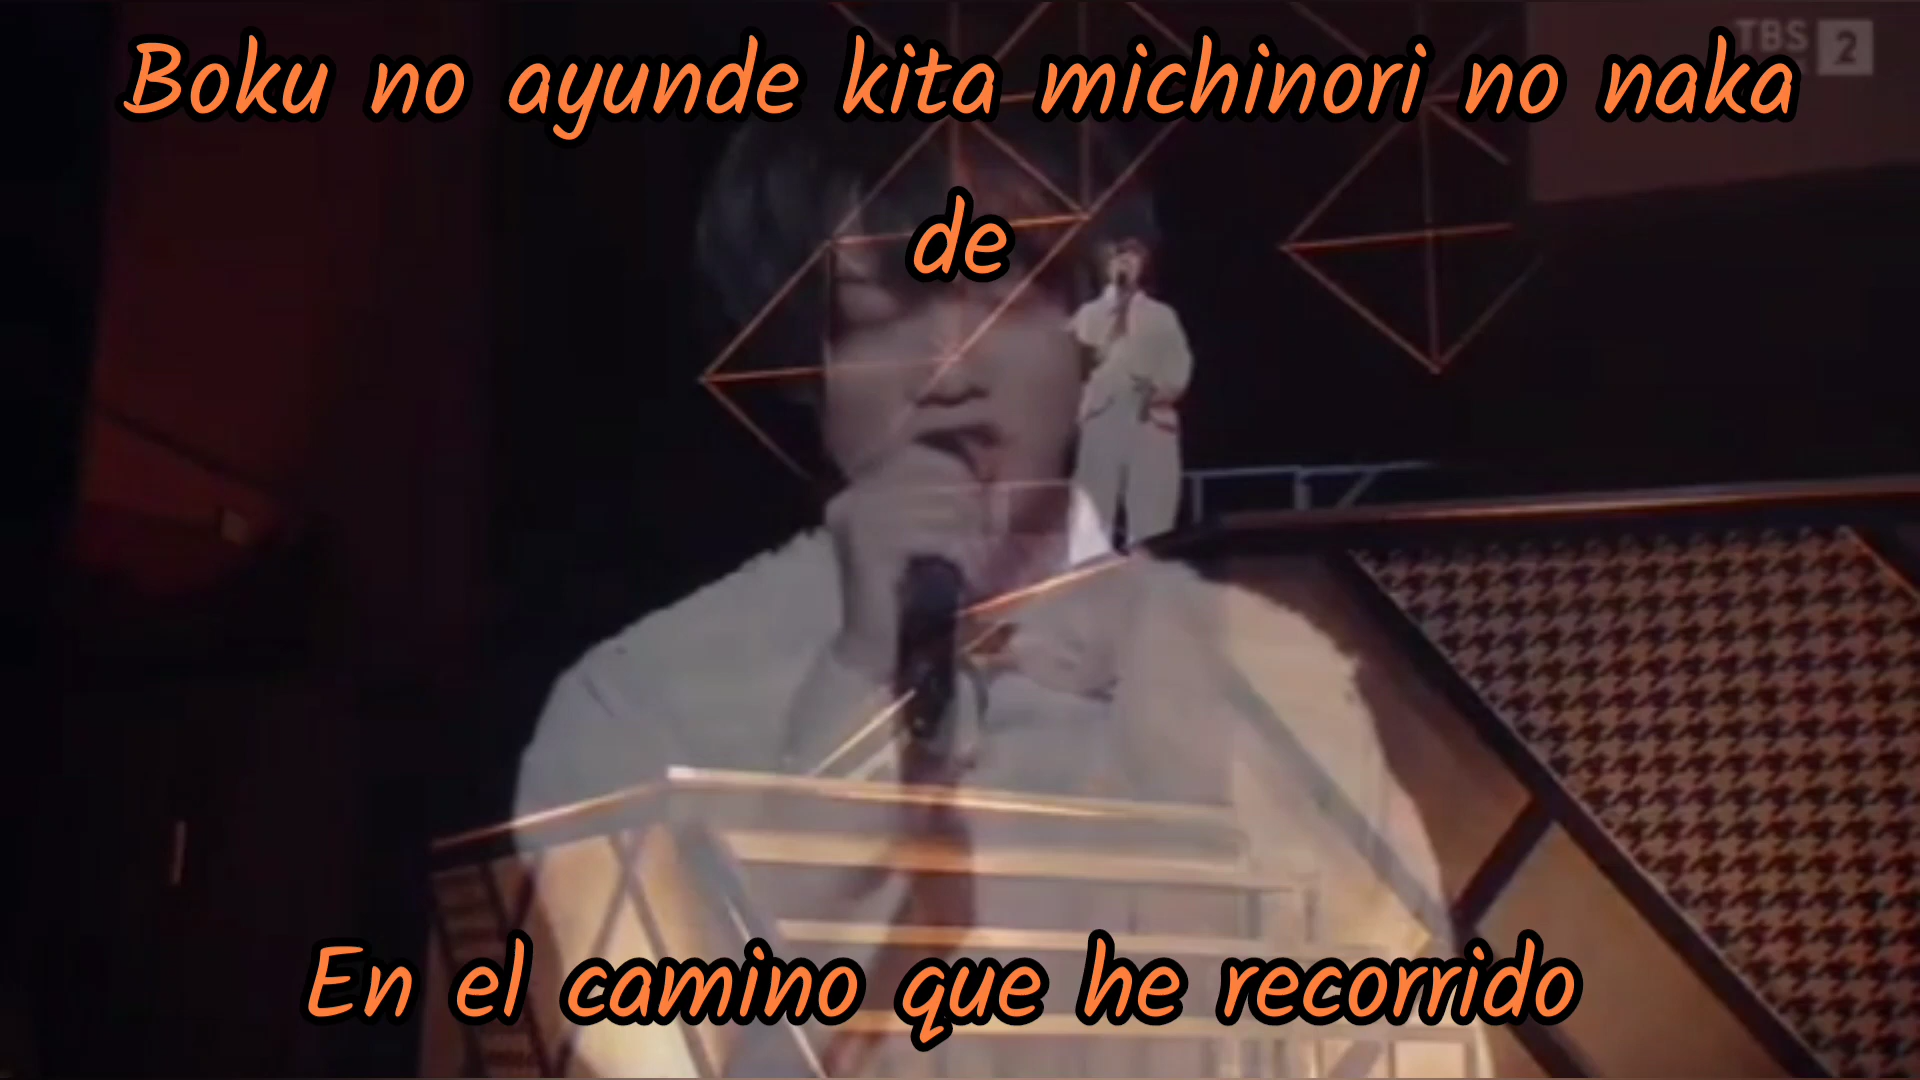 TBS 2
Boku no ayunde kita michinori no naka
de
En el camino que he recorrido